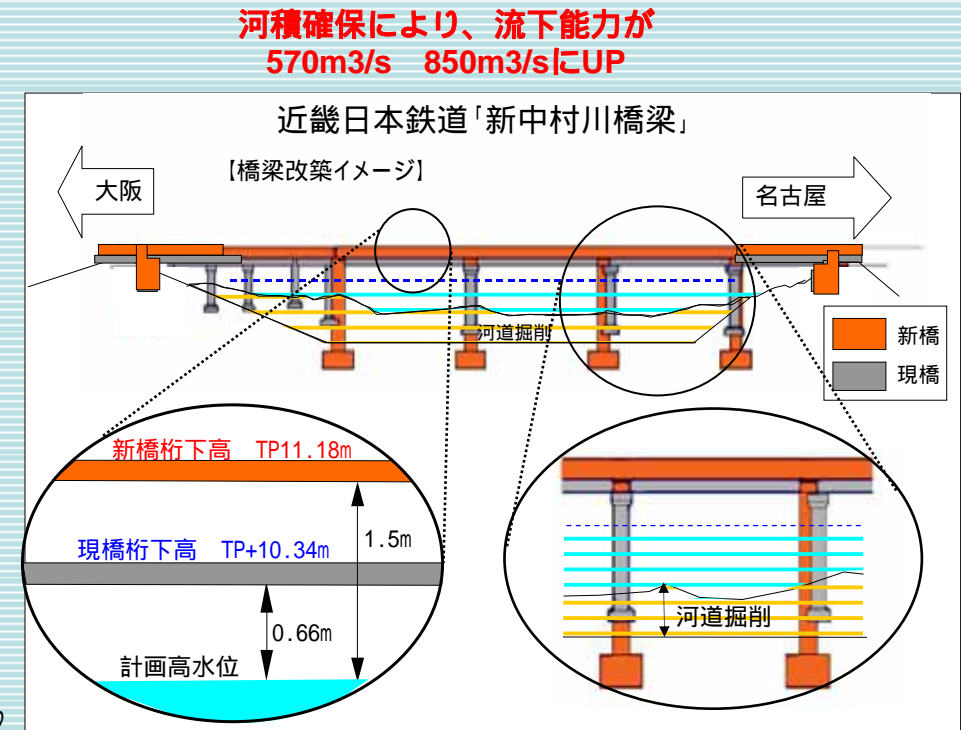 河積確保により、流下能力が
570m3/s 850m3/sにUP
近畿日本鉄道「新中村川橋梁」
【橋梁改築イメージ】
大阪
名古屋
河道掘削
新橋
現橋
新橋桁下高 TP11.18m
現橋桁下高 TP+10.34m
1.5m
0.66m
計画高水位
河道掘削